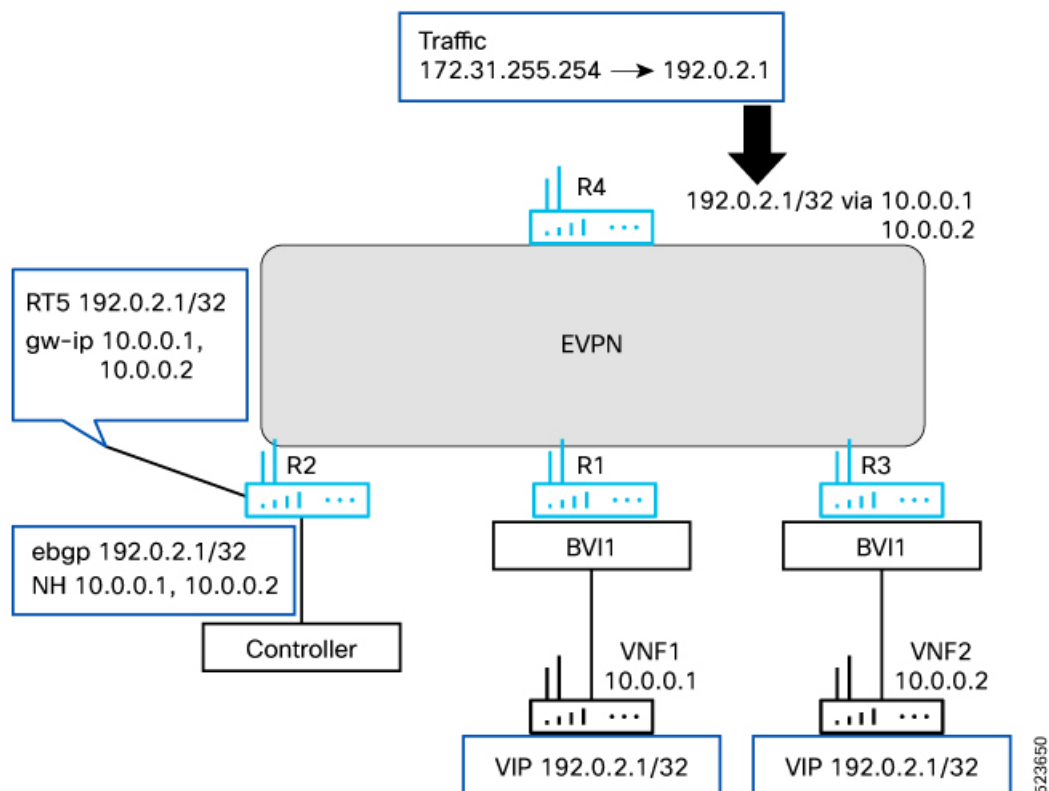 Traffic
172.31.255.254 → 192.0.2.1
R4
192.0.2.1/32 via 10.0.0.1
10.0.0.2
RT5 192.0.2.1/32
gw-ip 10.0.0.1,
10.0.0.2
EVPN
R2
R1
R3
ebgp 192.0.2.1/32
NH 10.0.0.1, 10.0.0.2
BVI1
BVI1
Controller
VNF1
10.0.0.1
VNF2
10.0.0.2
VIP 192.0.2.1/32
VIP 192.0.2.1/32
523650